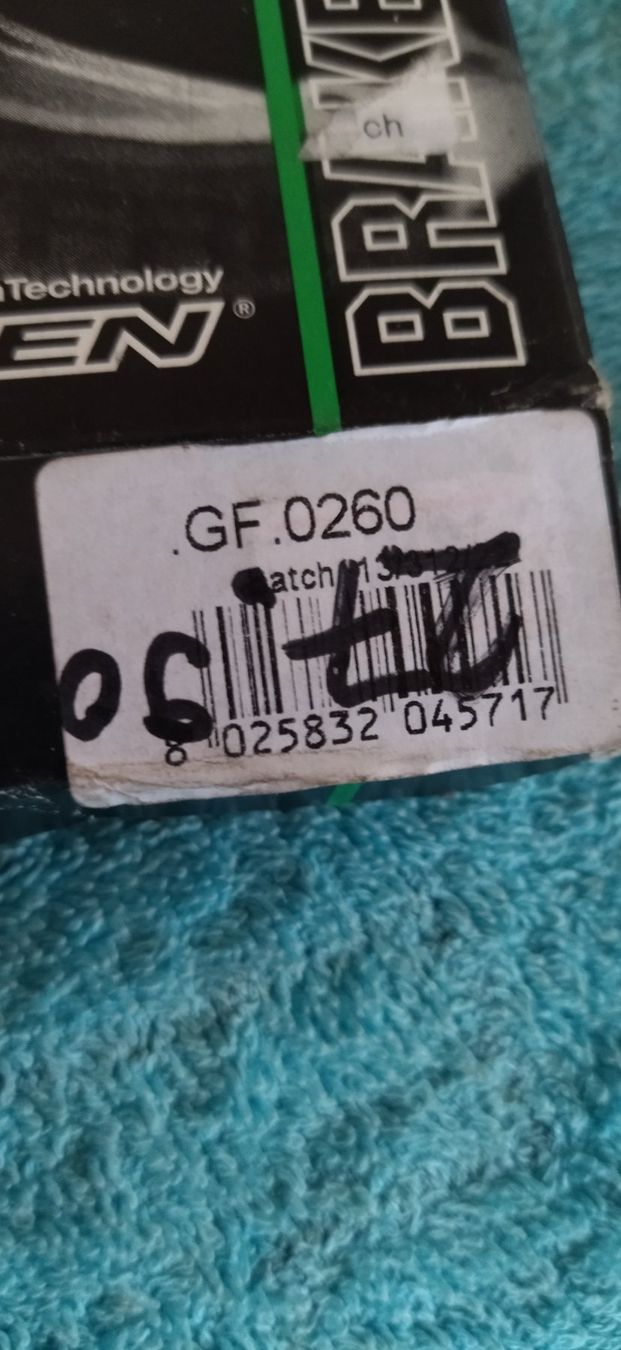 BRAKE
ch
Technology
EN®
.GF.0260
8 025832 045717